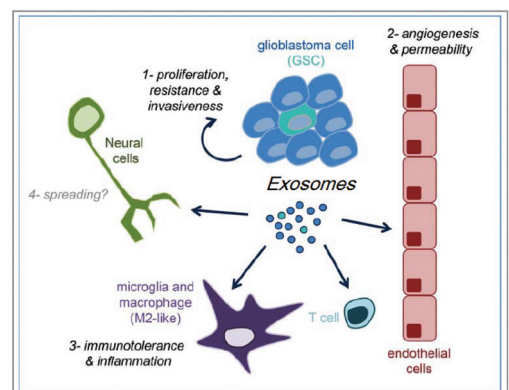 glioblastoma cell
(GSC)
2- angiogenesis
& permeability
1- proliferation,
resistance &
invasiveness
Neural
cells
Exosomes
4- spreading?
microglia and
macrophage
(M2-like)
T cell
3- immunotolerance
& inflammation
endothelial
cells